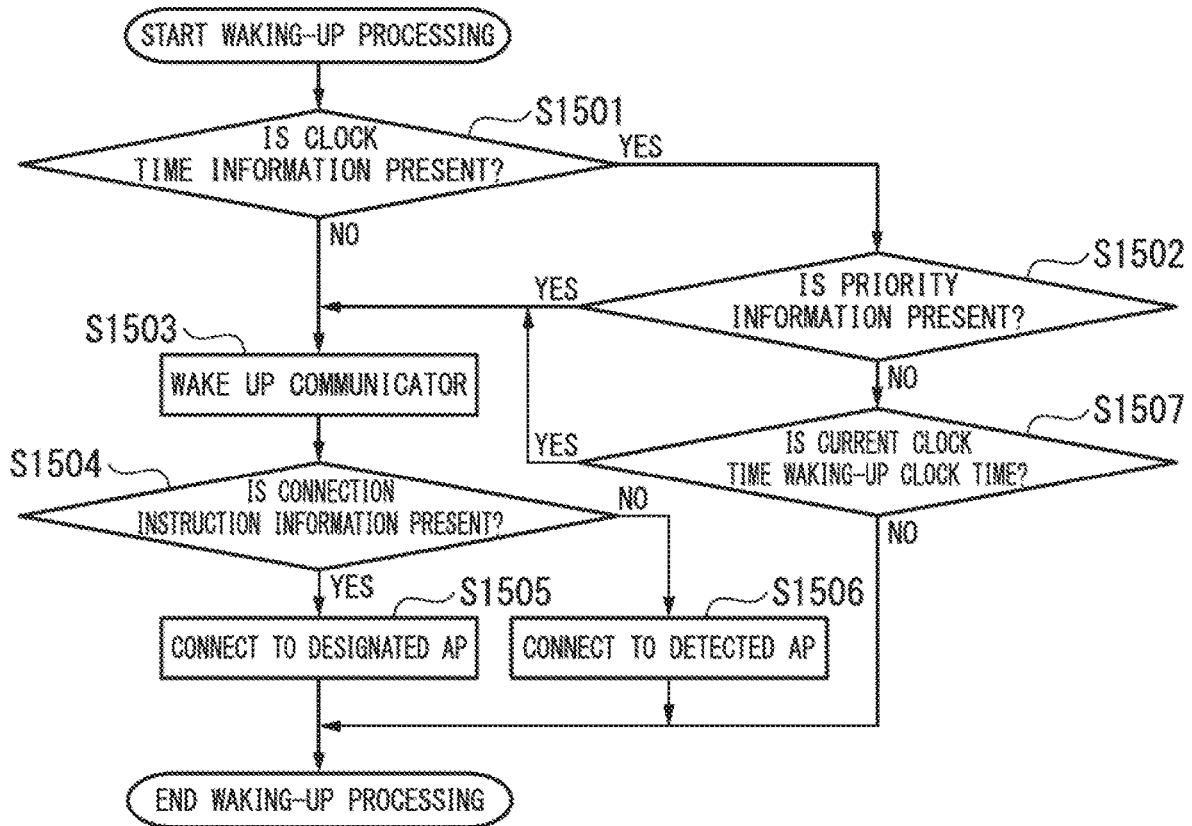 START WAKING-UP PROCESSING
S1501
IS CLOCK
TIME INFORMATION PRESENT?
YES
NO
S1502
IS PRIORITY
INFORMATION PRESENT?
YES
NO
S1503
WAKE UP COMMUNICATOR
S1507
IS CURRENT CLOCK
TIME WAKING-UP CLOCK TIME?
YES
NO
S1504
IS CONNECTION
INSTRUCTION INFORMATION PRESENT?
NO
YES
S1505
CONNECT TO DESIGNATED AP
S1506
CONNECT TO DETECTED AP
END WAKING-UP PROCESSING